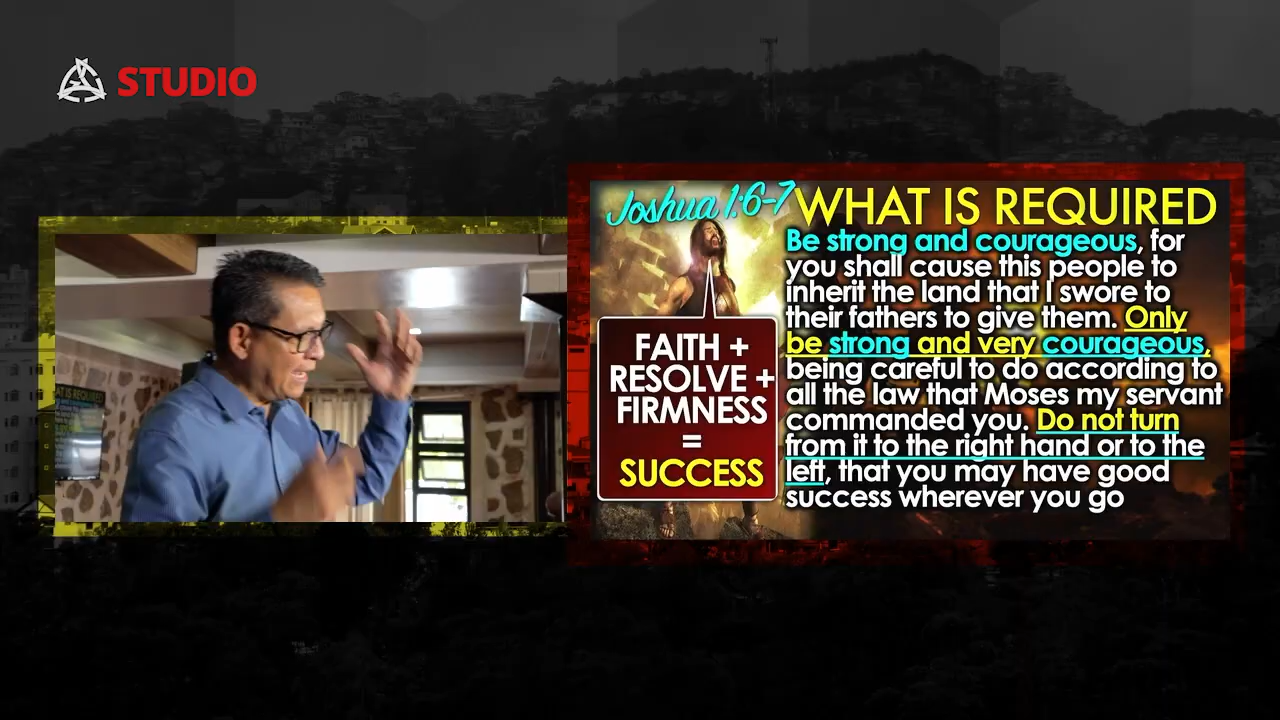 STUDIO
WHAT IS REQUIRED
Joshua 1:6-7 WHAT IS REQUIRED
Be strong and courageous, for
you shall cause this people to
inherit the land that I swore to
their fathers to give them. Only
be strong and very courageous,
being careful to do according to
all the law that Moses my servant
commanded you. Do not turn
from it to the right hand or to the
left, that you may have good
success wherever you go
FAITH +
RESOLVE +
FIRMNESS
=
SUCCESS